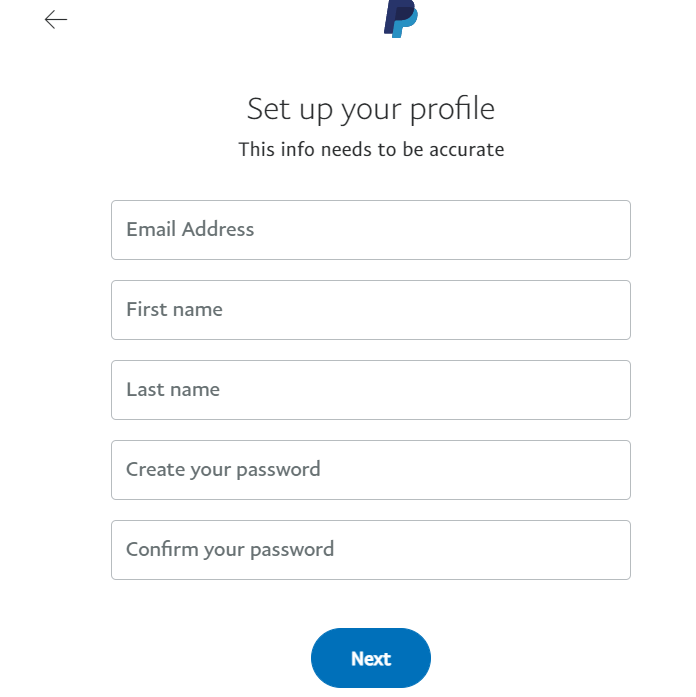 Set up your profile
This info needs to be accurate
Email Address
First name
Last name
Create your password
Confirm your password
Next